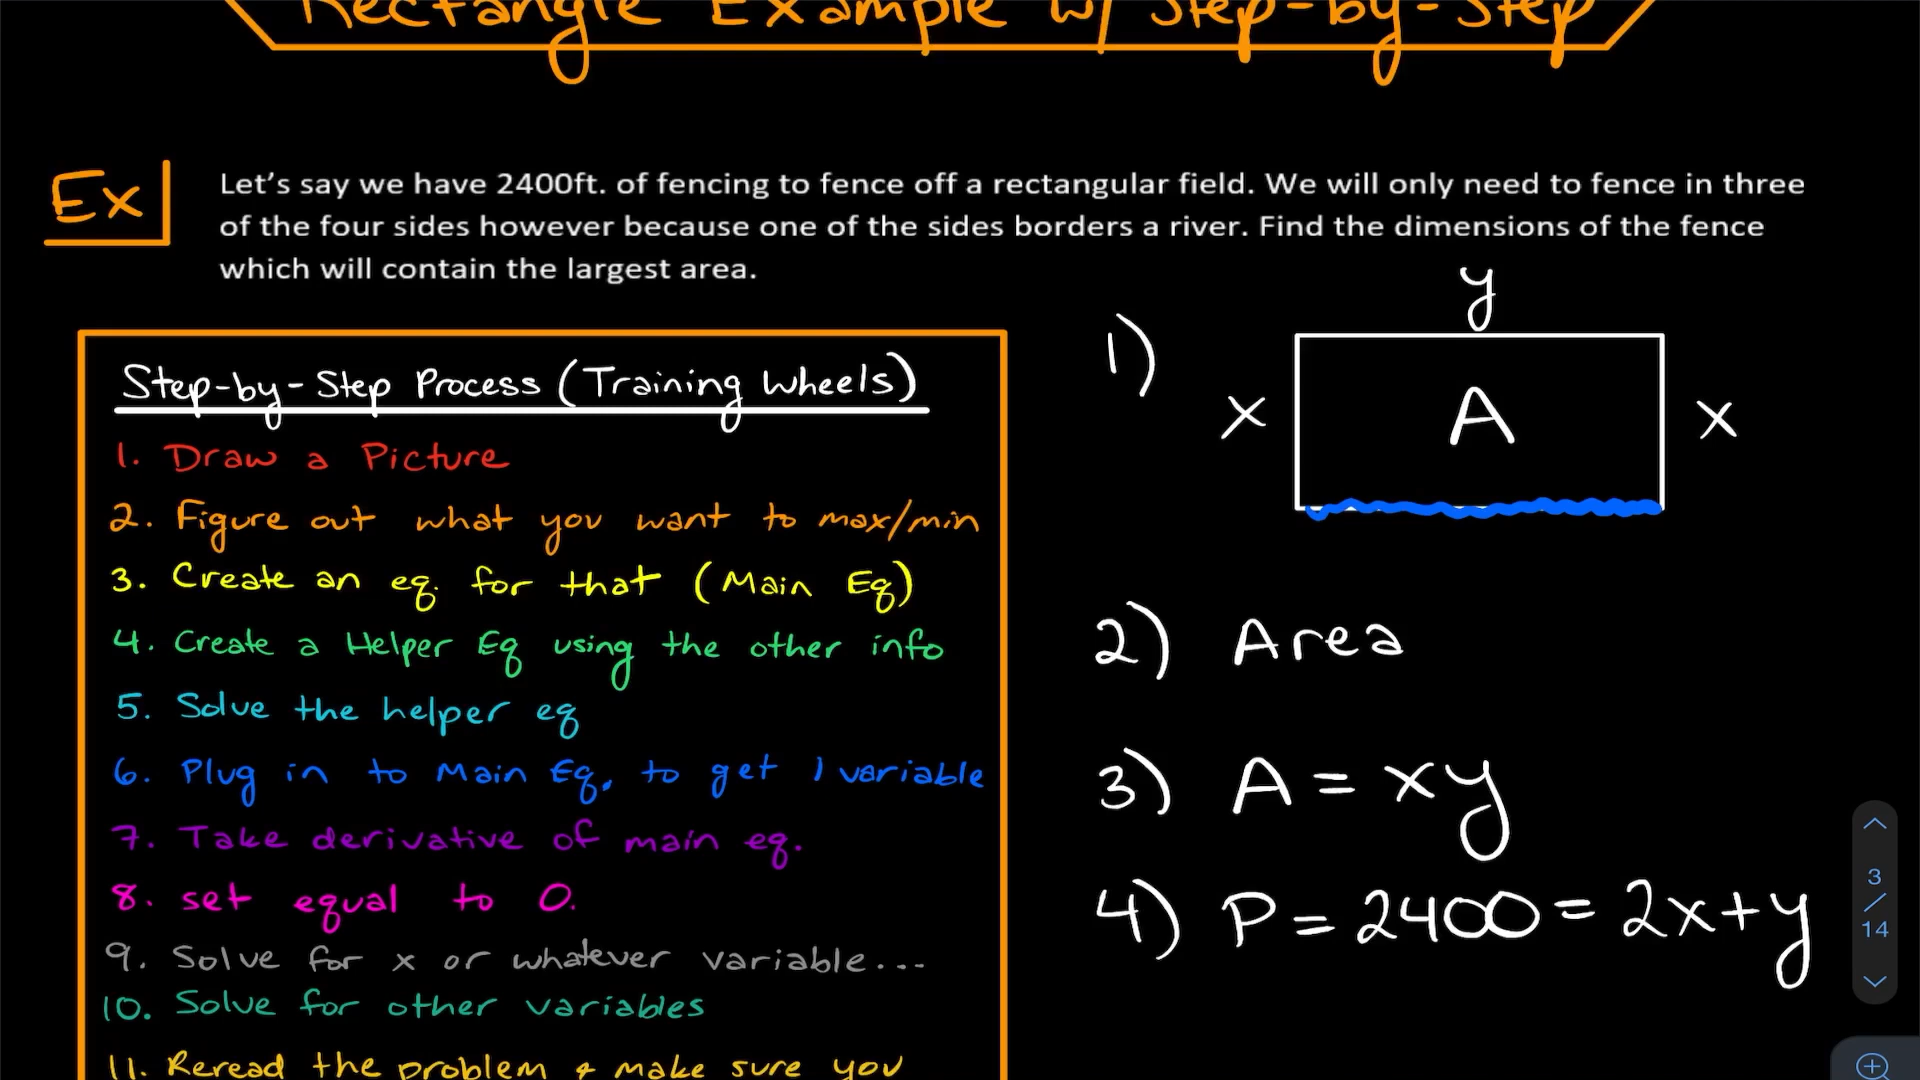 Rectangle Example w/ Step-by-Step
Ex
Let's say we have 2400ft. of fencing to fence off a rectangular field. We will only need to fence in three
of the four sides however because one of the sides borders a river. Find the dimensions of the fence
which will contain the largest area.
Step-by-Step Process (Training Wheels)
1. Draw a Picture
2. Figure out what you want to max/min
3. Create an eq. for that (Main Eq)
4. Create a Helper Eq using the other info
5. Solve the helper eq
6. Plug in to Main Eq. to get 1 variable
7. Take derivative of main eq.
8. set equal to 0.
9. Solve for x or whatever variable...
10. Solve for other variables
11. Reread the problem & make sure you
1)
y
x
A
x
2) Area
3) A = xy
4) P = 2400 = 2x+y
3
/
14